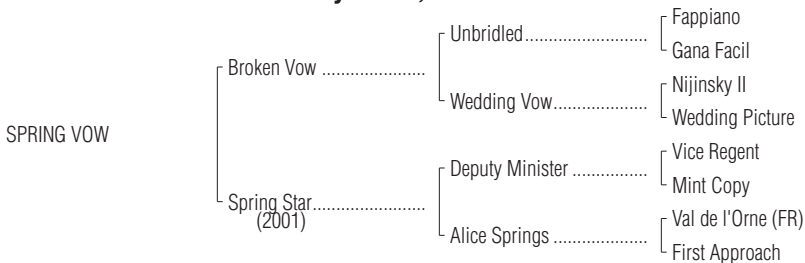 Fappiano
Unbridled..........................
Gana Facil
Broken Vow ......................
Nijinsky II
Wedding Vow....................
Wedding Picture
SPRING VOW
Vice Regent
Deputy Minister ................
Mint Copy
Spring Star........................
(2001)
Val de l'Orne (FR)
Alice Springs ....................
First Approach